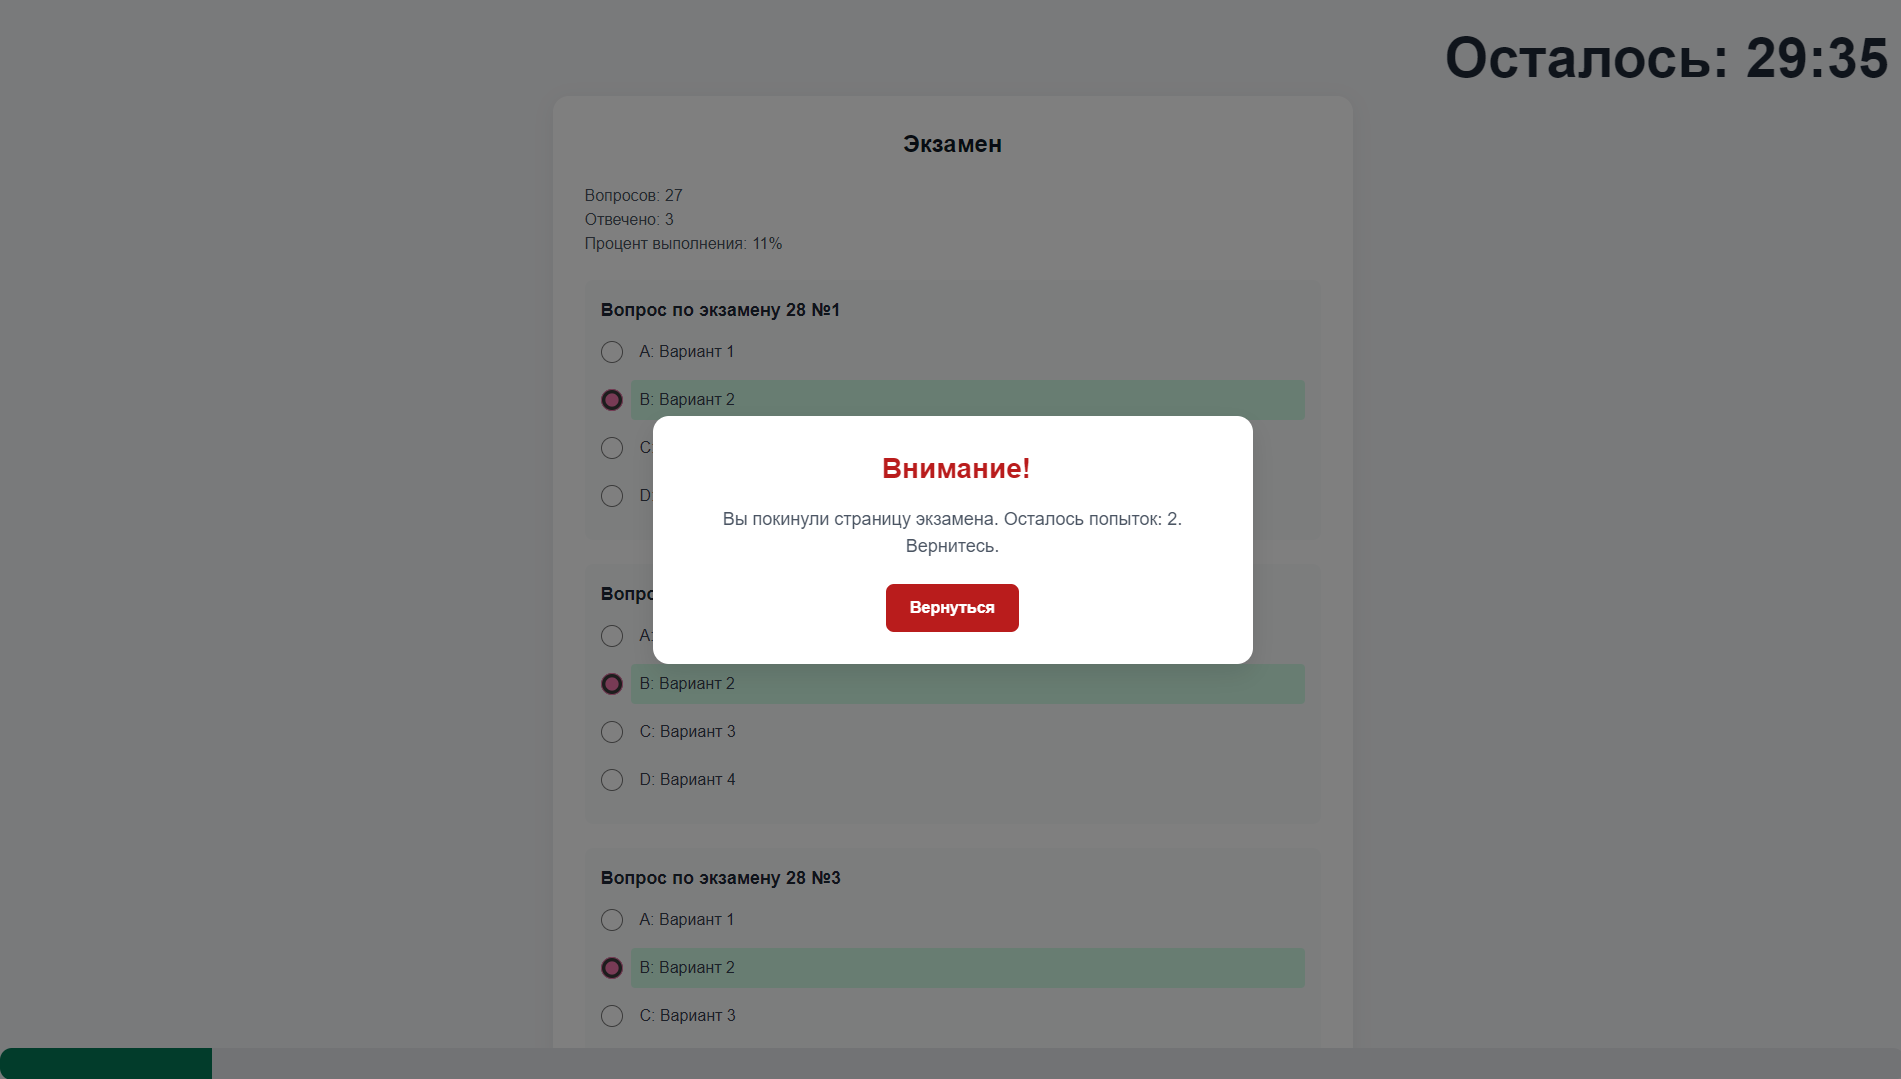 Осталось: 29:35
Экзамен
Вопросов: 27
Отвечено: 3
Процент выполнения: 11%
Вопрос по экзамену 28 №1
A: Вариант 1
B: Вариант 2
C:
D:
Внимание!
Вы покинули страницу экзамена. Осталось попыток: 2.
Вернитесь.
Вернуться
A:
B: Вариант 2
C: Вариант 3
D: Вариант 4
Вопрос по экзамену 28 №3
A: Вариант 1
B: Вариант 2
C: Вариант 3